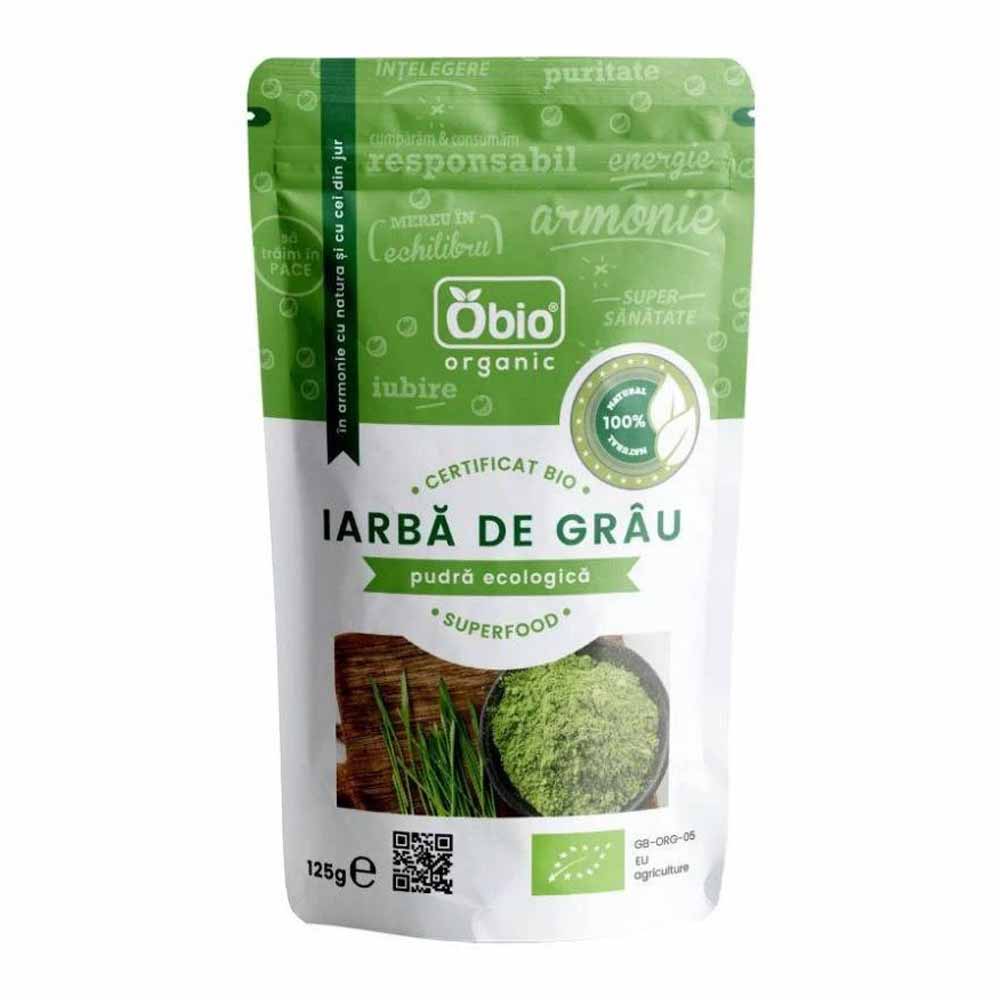 ÎNȚELEGERE
puritate
cumpărăm & consumăm
responsabil
energie
MEREU ÎN
echilibru
armonie
să
trăim în
PACE
în armonie cu natura și cu cei din jur
Obio®
organic
SUPER
SĂNĂTATE
iubire
NATURAL
100%
NATURAL
• CERTIFICAT BIO •
IARBĂ DE GRÂU
pudră ecologică
• SUPERFOOD •
125g e
GB-ORG-05
EU
agriculture